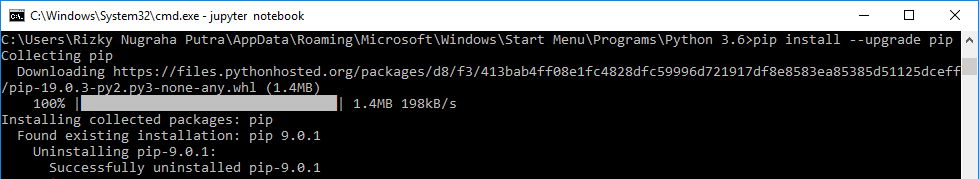 C:\Windows\System32\cmd.exe - jupyter  notebook
C:\Users\Rizky Nugraha Putra\AppData\Roaming\Microsoft\Windows\Start Menu\Programs\Python 3.6>pip install --upgrade pip
Collecting pip
  Downloading https://files.pythonhosted.org/packages/d8/f3/413bab4ff08e1fc4828dfc59996d721917df8e8583ea85385d51125dceff
/pip-19.0.3-py2.py3-none-any.whl (1.4MB)
    100% |████████████████████████████████| 1.4MB 198kB/s
Installing collected packages: pip
  Found existing installation: pip 9.0.1
    Uninstalling pip-9.0.1:
      Successfully uninstalled pip-9.0.1